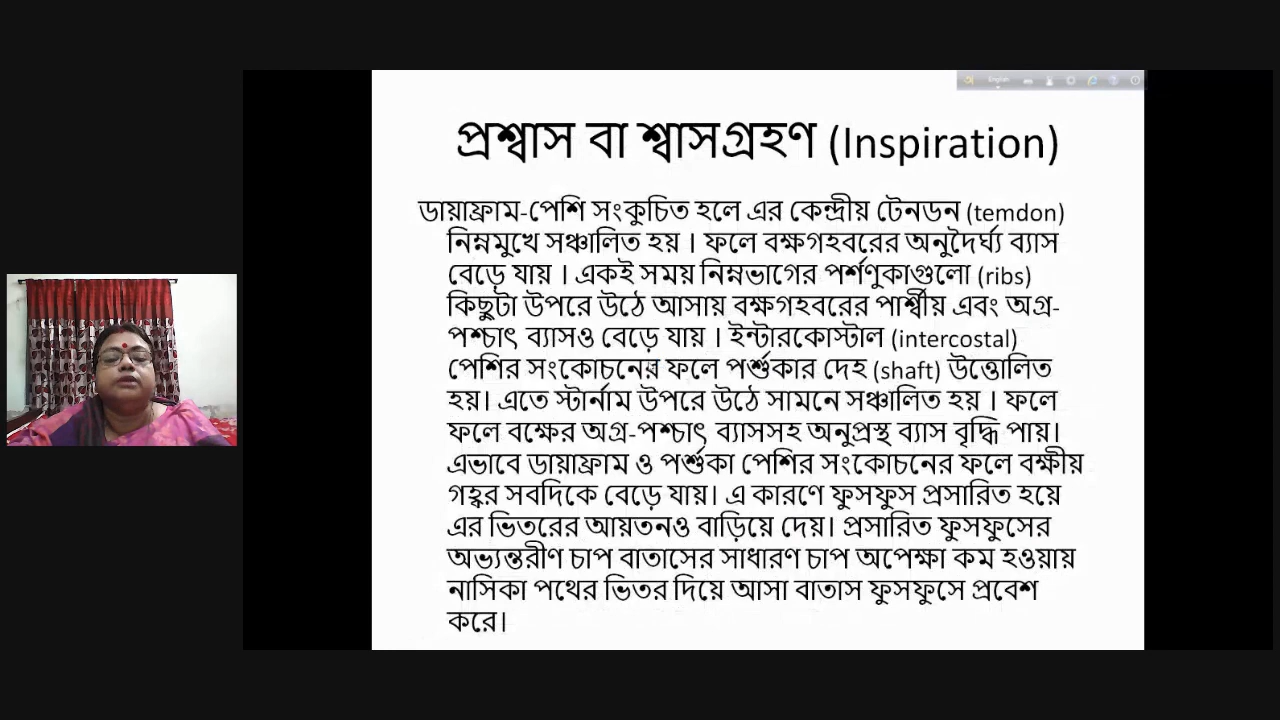 English
প্রশ্বাস বা শ্বাসগ্রহণ (Inspiration)
ডায়াফ্রাম-পেশি সংকুচিত হলে এর কেন্দ্রীয় টেনডন (temdon)
নিম্নমুখে সঞ্চালিত হয় । ফলে বক্ষগহবরের অনুদৈর্ঘ্য ব্যাস
বেড়ে যায় । একই সময় নিম্নভাগের পর্শণুকাগুলো (ribs)
কিছুটা উপরে উঠে আসায় বক্ষগহবরের পার্শ্বীয় এবং অগ্র-
পশ্চাৎ ব্যাসও বেড়ে যায় । ইন্টারকোস্টাল (intercostal)
পেশির সংকোচনের ফলে পর্শুকার দেহ (shaft) উত্তোলিত
হয়। এতে স্টার্নাম উপরে উঠে সামনে সঞ্চালিত হয় । ফলে
ফলে বক্ষের অগ্র-পশ্চাৎ ব্যাসসহ অনুপ্রস্থ ব্যাস বৃদ্ধি পায়।
এভাবে ডায়াফ্রাম ও পর্শুকা পেশির সংকোচনের ফলে বক্ষীয়
গহ্বর সবদিকে বেড়ে যায়। এ কারণে ফুসফুস প্রসারিত হয়ে
এর ভিতরের আয়তনও বাড়িয়ে দেয়। প্রসারিত ফুসফুসের
অভ্যন্তরীণ চাপ বাতাসের সাধারণ চাপ অপেক্ষা কম হওয়ায়
নাসিকা পথের ভিতর দিয়ে আসা বাতাস ফুসফুসে প্রবেশ
করে।